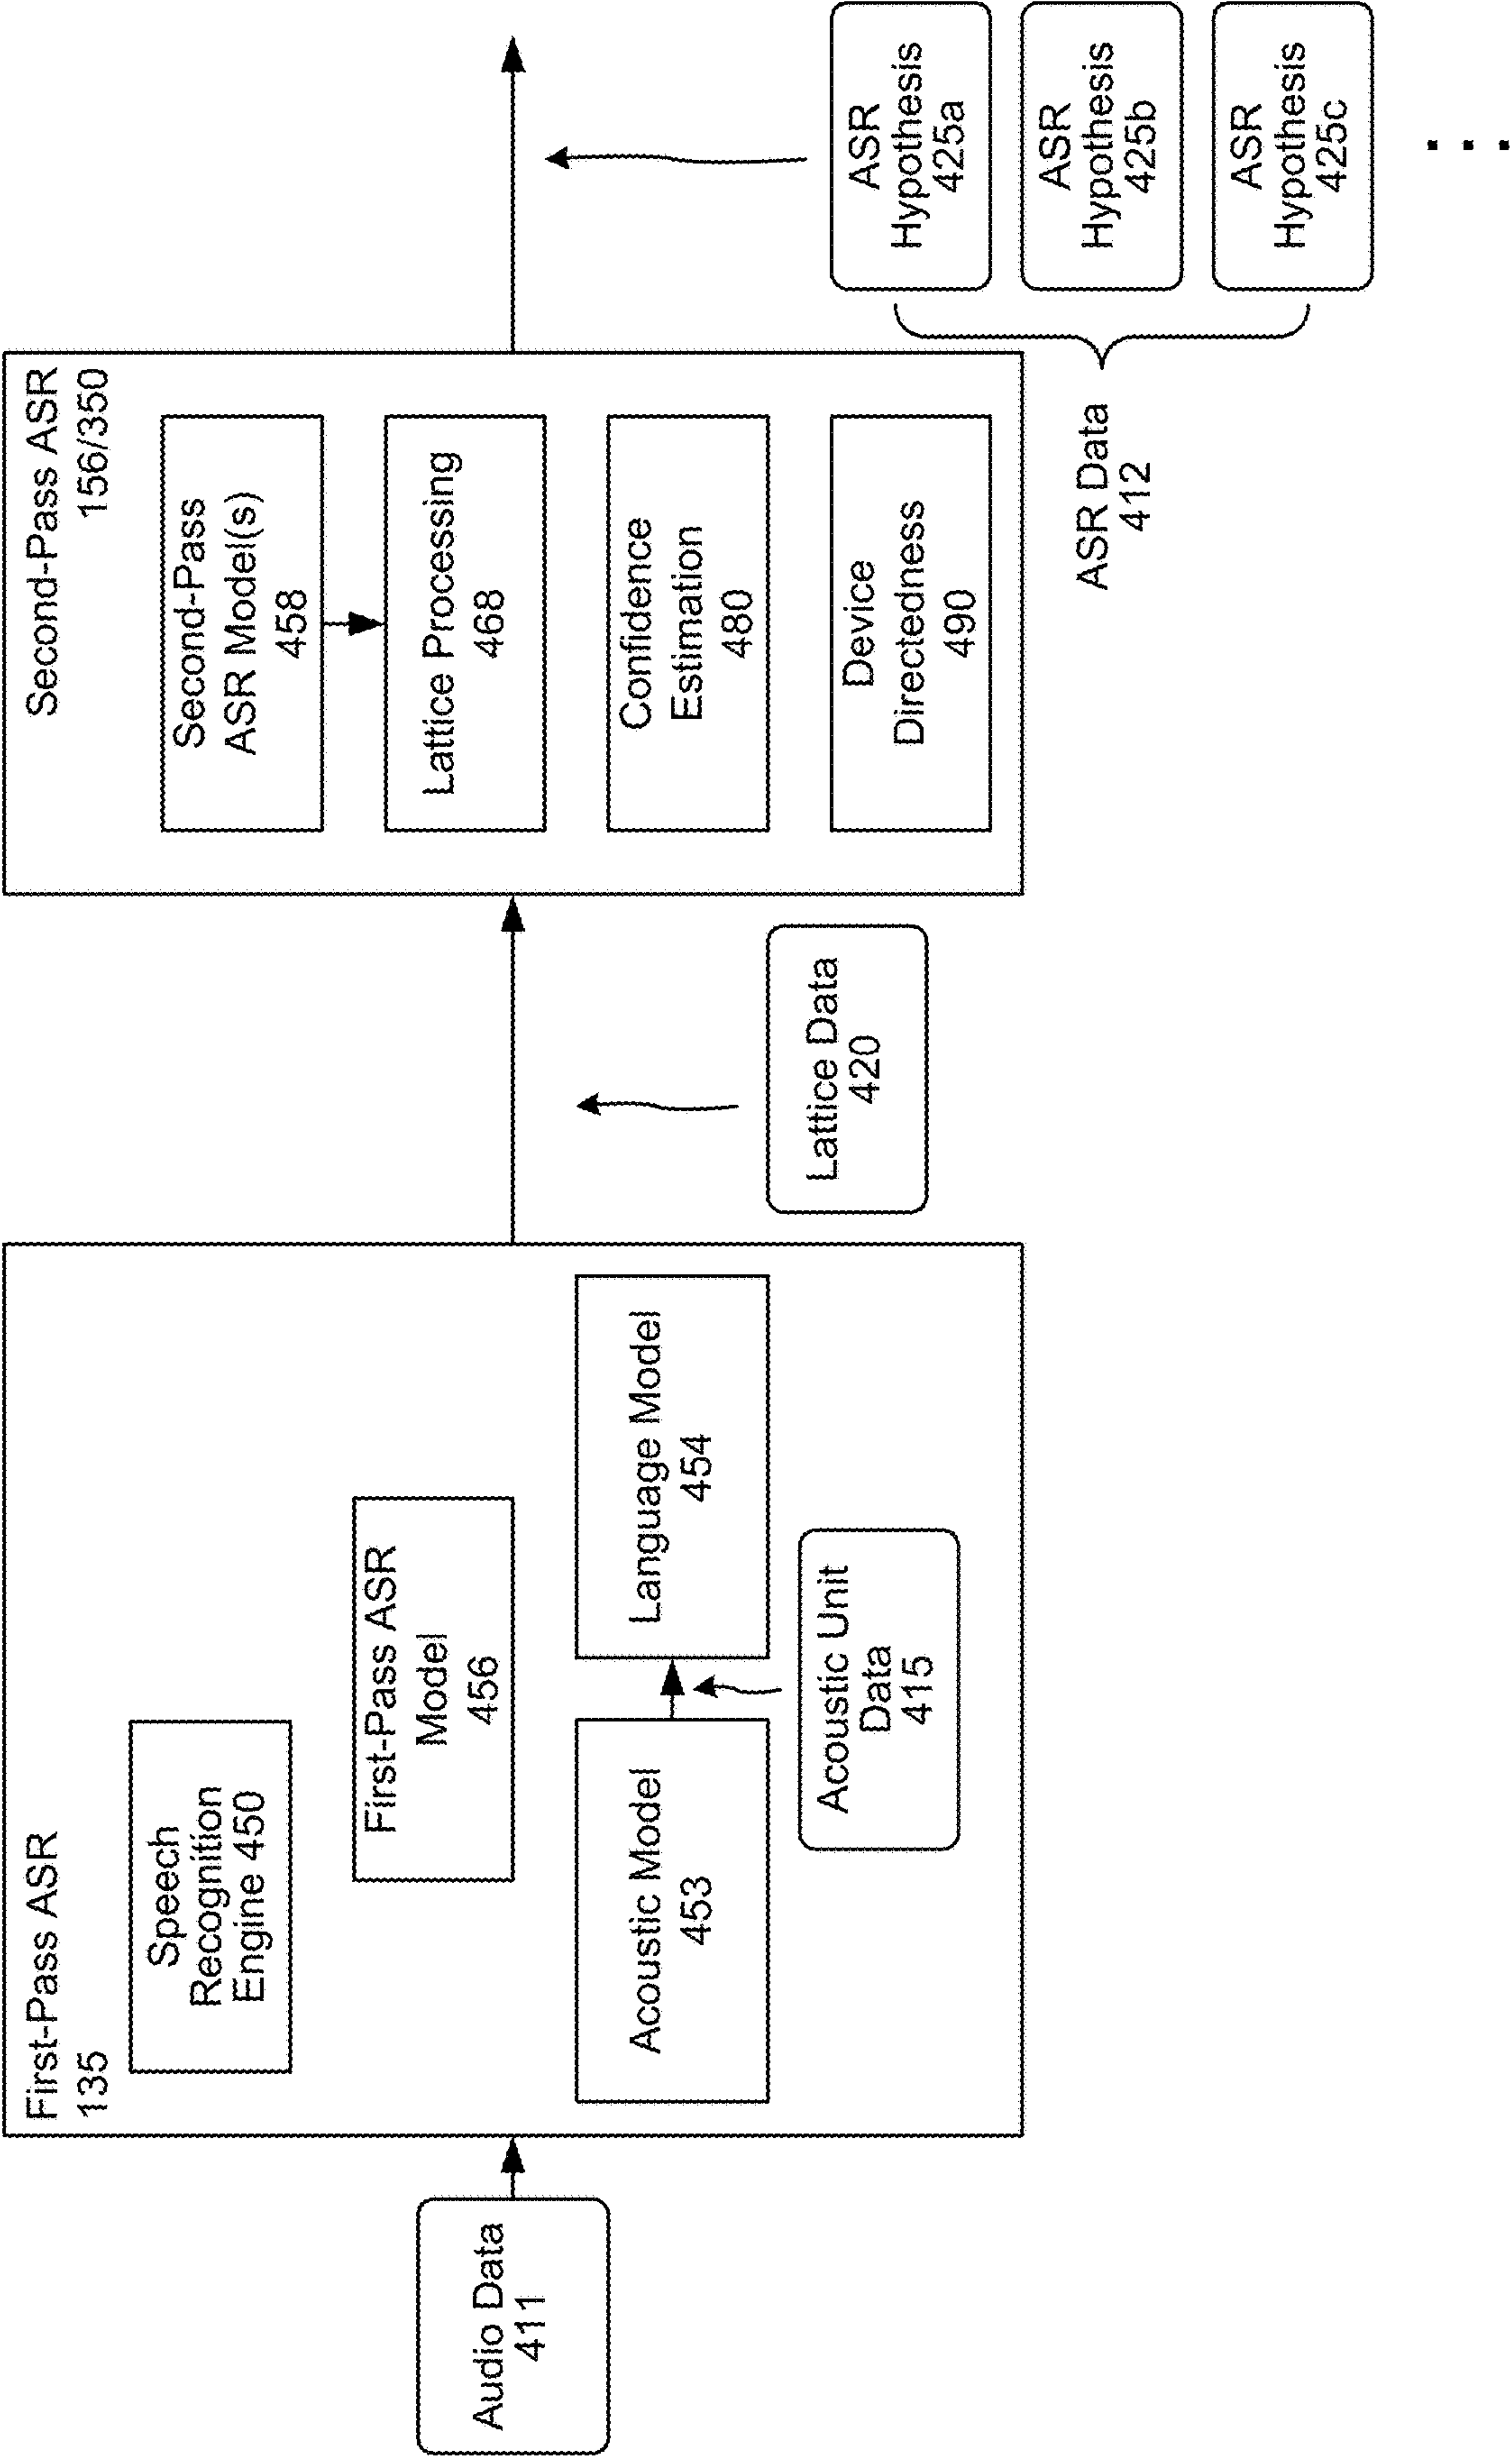 First-Pass ASR
135
Speech
Recognition
Engine 450
First-Pass ASR
Model
456
Acoustic Model
453
Language Model
454
Acoustic Unit
Data
415
Audio Data
411
Lattice Data
420
Second-Pass ASR
156/350
Second-Pass
ASR Model(s)
458
Lattice Processing
468
Confidence
Estimation
480
Device
Directedness
490
ASR
Hypothesis
425a
ASR
Hypothesis
425b
ASR
Hypothesis
425c
. . .
ASR Data
412